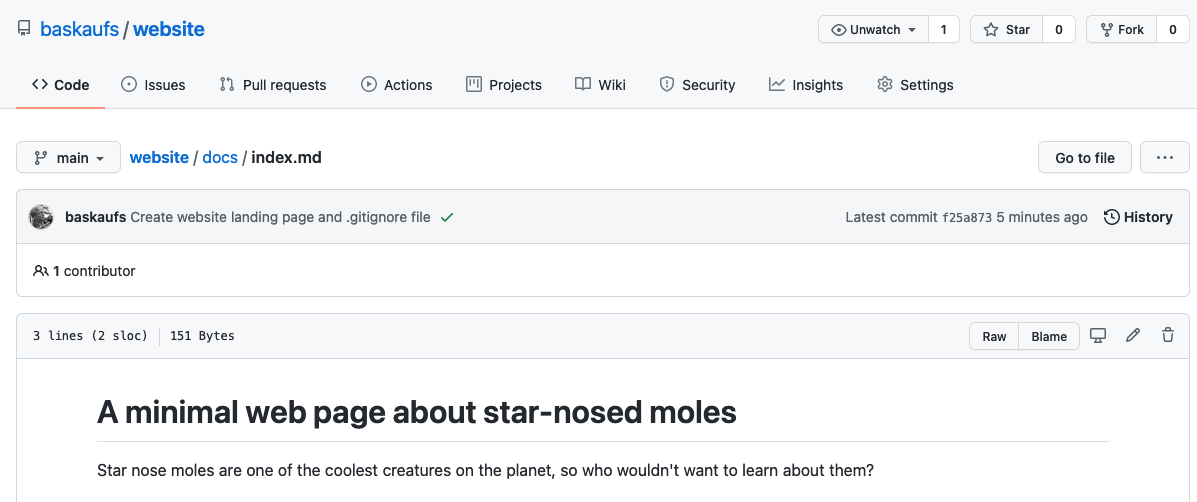 baskaufs / website Unwatch 1 Star 0 Fork 0
Code Issues Pull requests Actions Projects Wiki Security Insights Settings
main website / docs / index.md Go to file ...
baskaufs Create website landing page and .gitignore file Latest commit f25a873 5 minutes ago History
1 contributor
3 lines (2 sloc) 151 Bytes Raw Blame
A minimal web page about star-nosed moles
Star nose moles are one of the coolest creatures on the planet, so who wouldn't want to learn about them?